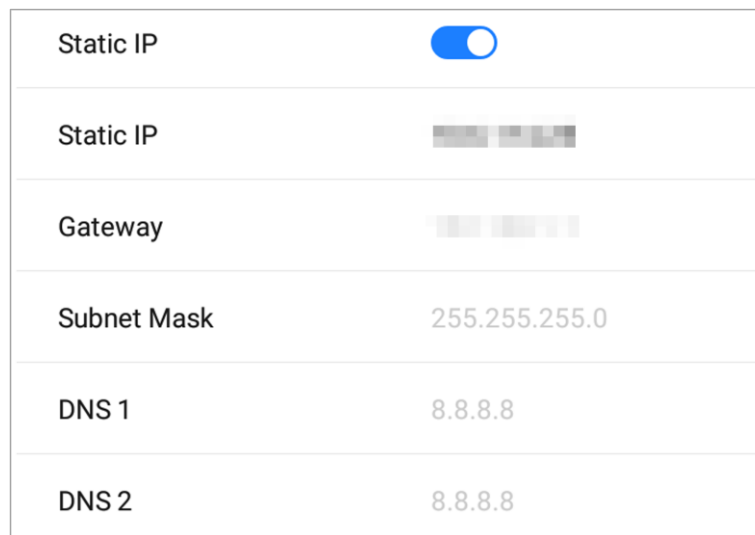 Static IP
Static IP
Gateway
Subnet Mask 255.255.255.0
DNS 1 8.8.8.8
DNS 2 8.8.8.8